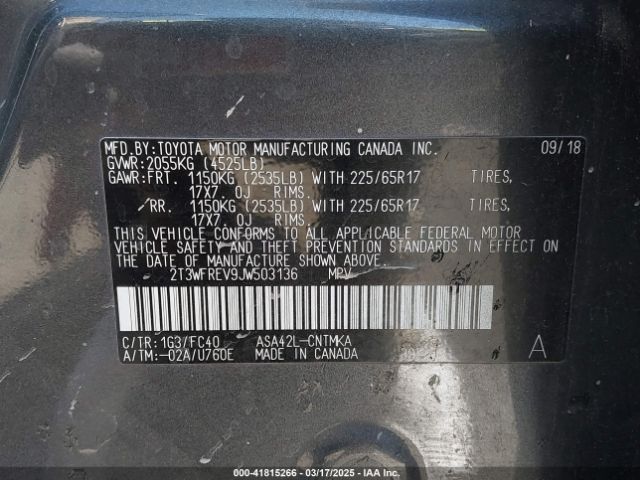 MFD.BY:TOYOTA MOTOR MANUFACTURING CANADA INC. 09/18
GVWR:2055KG (4525LB)
GAWR:FRT. 1150KG (2535LB) WITH 225/65R17 TIRES,
17X7.0J RIMS.
RR. 1150KG (2535LB) WITH 225/65R17 TIRES,
17X7.0J RIMS.
THIS VEHICLE CONFORMS TO ALL APPLICABLE FEDERAL MOTOR
VEHICLE SAFETY AND THEFT PREVENTION STANDARDS IN EFFECT ON
THE DATE OF MANUFACTURE SHOWN ABOVE.
2T3WFREV9JW503136 MPV
C/TR:1G3/FC40 ASA42L-CNTMKA
A/TM:-02A/U760E MADE IN CANADA A
000-41815266 - 03/17/2025 - IAA Inc.